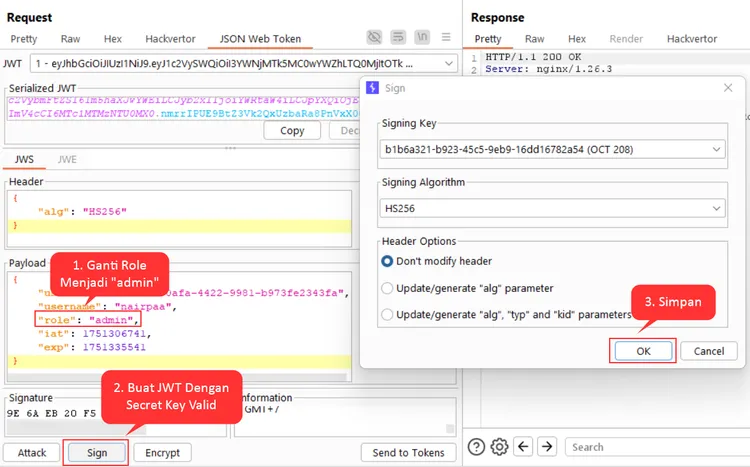 Request
Pretty Raw Hex Hackvertor JSON Web Token
JWT 1 - eyJhbGciOiJIUzI1NiJ9.eyJ1c2VySWQiOiI3YWNjMTk5MC0wYWZhLTQ0MjItOTk ...
Serialized JWT
ImV4cCI6MTc1MTMzNTU0MX0.nmrrIPUE9BtZ3Vk2QxUzbaRa8PnVxX0
Copy
JWS JWE
Header
{
"alg": "HS256"
}
Payload
1. Ganti Role
Menjadi "admin"
{
0afa-4422-9981-b973fe2343fa",
"username": "nairpaa",
"role": "admin",
"iat": 1751306741,
"exp": 1751335541
}
2. Buat JWT Dengan
Secret Key Valid
Signature
9E 6A EB 20 F5
Information
GMT+7
Attack Sign Encrypt Send to Tokens
Response
Pretty Raw Hex Render Hackvertor
1 HTTP/1.1 200 OK
2 Server: nginx/1.26.3
Sign
Signing Key
b1b6a321-b923-45c5-9eb9-16dd16782a54 (OCT 208)
Signing Algorithm
HS256
Header Options
Don't modify header
Update/generate "alg" parameter
Update/generate "alg", "typ" and "kid" parameters
3. Simpan
OK Cancel
Search